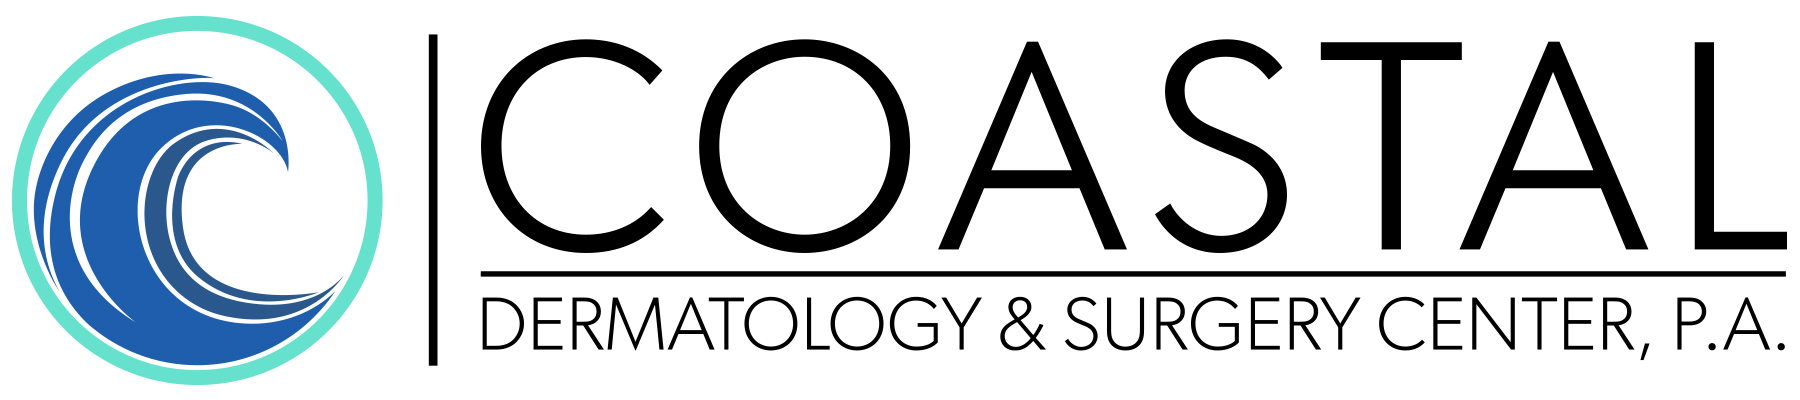 COASTAL
DERMATOLOGY & SURGERY CENTER, P.A.